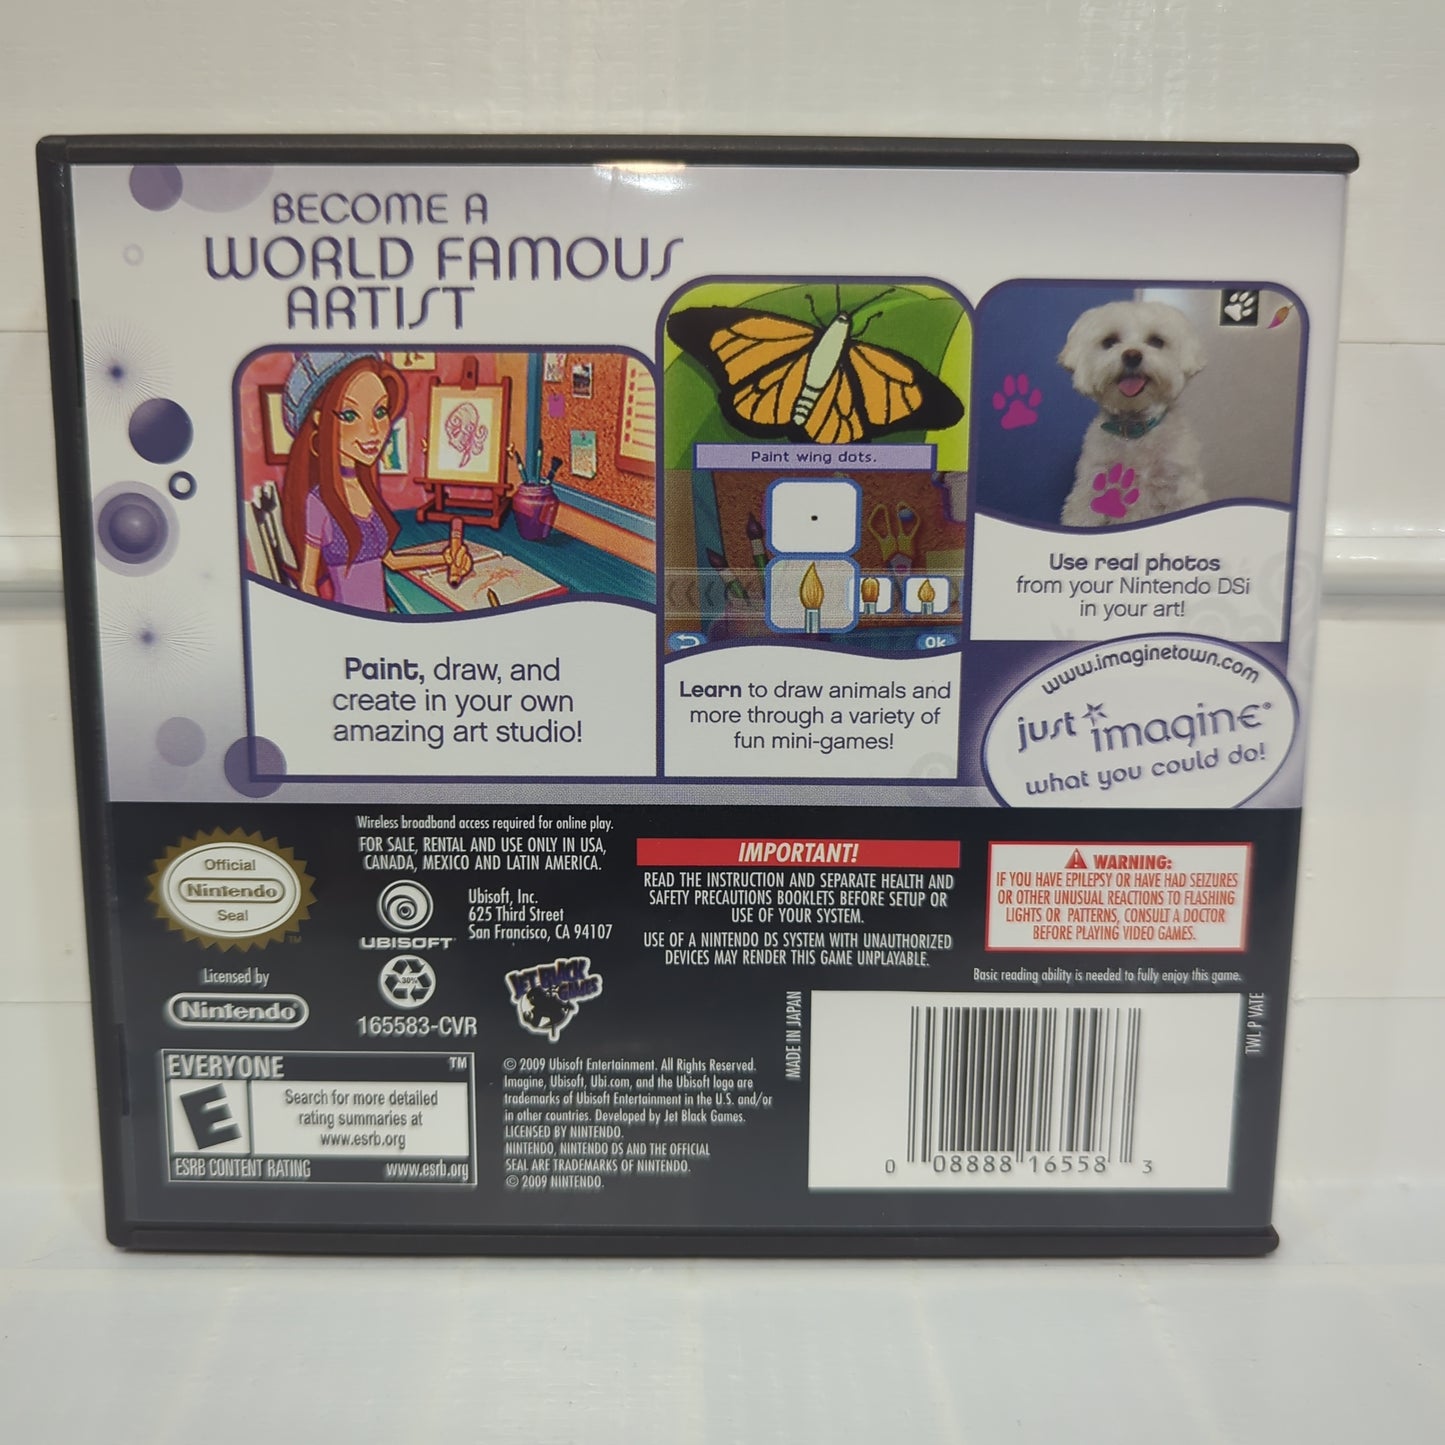 BECOME A
WORLD FAMOUS
ARTIST
Paint, draw, and
create in your own
amazing art studio!
Paint wing dots.
Ok
Learn to draw animals and
more through a variety of
fun mini-games!
Use real photos
from your Nintendo DSi
in your art!
www.imaginetown.com
just imagine®
what you could do!
Official
Nintendo
Seal
TM
Licensed by
Nintendo®
Wireless broadband access required for online play.
FOR SALE, RENTAL AND USE ONLY IN USA,
CANADA, MEXICO AND LATIN AMERICA.
UBISOFT™
Ubisoft, Inc.
625 Third Street
San Francisco, CA 94107
30%
165583-CVR
JET BLACK
GAMES
IMPORTANT!
READ THE INSTRUCTION AND SEPARATE HEALTH AND
SAFETY PRECAUTIONS BOOKLETS BEFORE SETUP OR
USE OF YOUR SYSTEM.
USE OF A NINTENDO DS SYSTEM WITH UNAUTHORIZED
DEVICES MAY RENDER THIS GAME UNPLAYABLE.
WARNING:
IF YOU HAVE EPILEPSY OR HAVE HAD SEIZURES
OR OTHER UNUSUAL REACTIONS TO FLASHING
LIGHTS OR PATTERNS, CONSULT A DOCTOR
BEFORE PLAYING VIDEO GAMES.
Basic reading ability is needed to fully enjoy this game.
EVERYONE
TM
E
Search for more detailed
rating summaries at
www.esrb.org
ESRB CONTENT RATING www.esrb.org
© 2009 Ubisoft Entertainment. All Rights Reserved.
Imagine, Ubisoft, Ubi.com, and the Ubisoft logo are
trademarks of Ubisoft Entertainment in the U.S. and/or
in other countries. Developed by Jet Black Games.
LICENSED BY NINTENDO.
NINTENDO, NINTENDO DS AND THE OFFICIAL
SEAL ARE TRADEMARKS OF NINTENDO.
© 2009 NINTENDO.
MADE IN JAPAN
TWL P VATE
0 08888 16558 3